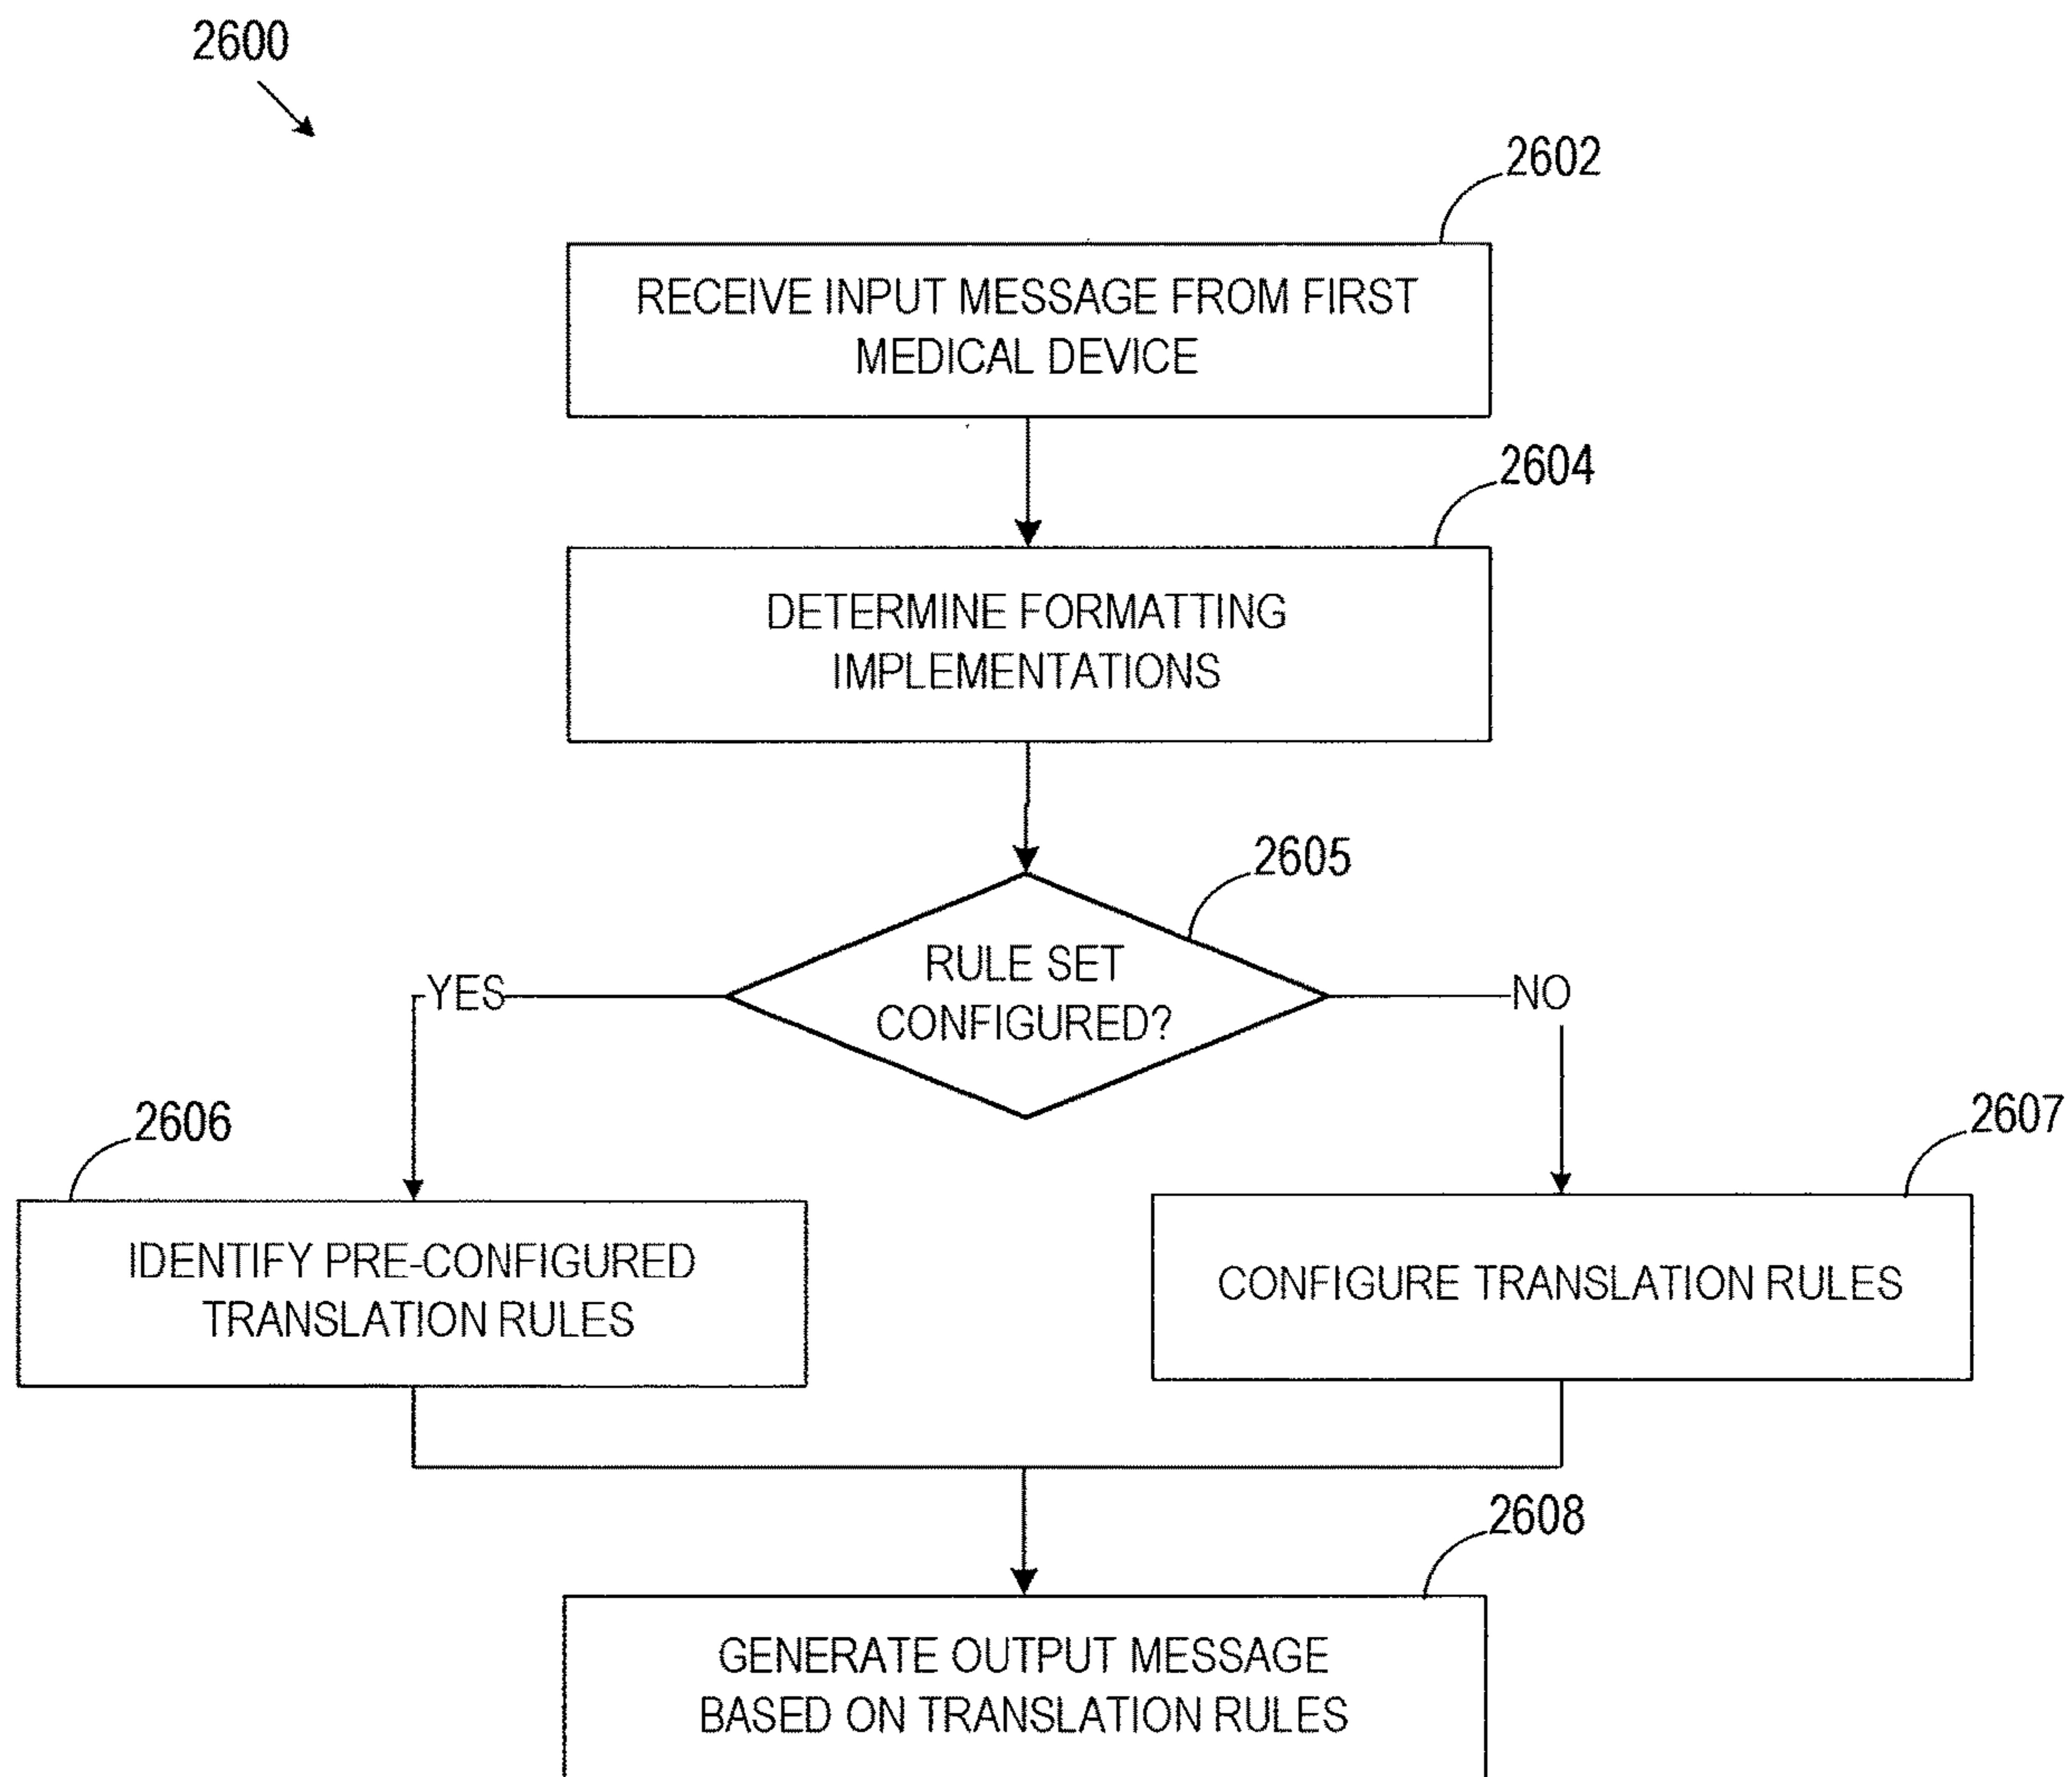 2600
2602
RECEIVE INPUT MESSAGE FROM FIRST
MEDICAL DEVICE
2604
DETERMINE FORMATTING
IMPLEMENTATIONS
2605
RULE SET
CONFIGURED?
YES
NO
2606
2607
IDENTIFY PRE-CONFIGURED
TRANSLATION RULES
CONFIGURE TRANSLATION RULES
2608
GENERATE OUTPUT MESSAGE
BASED ON TRANSLATION RULES